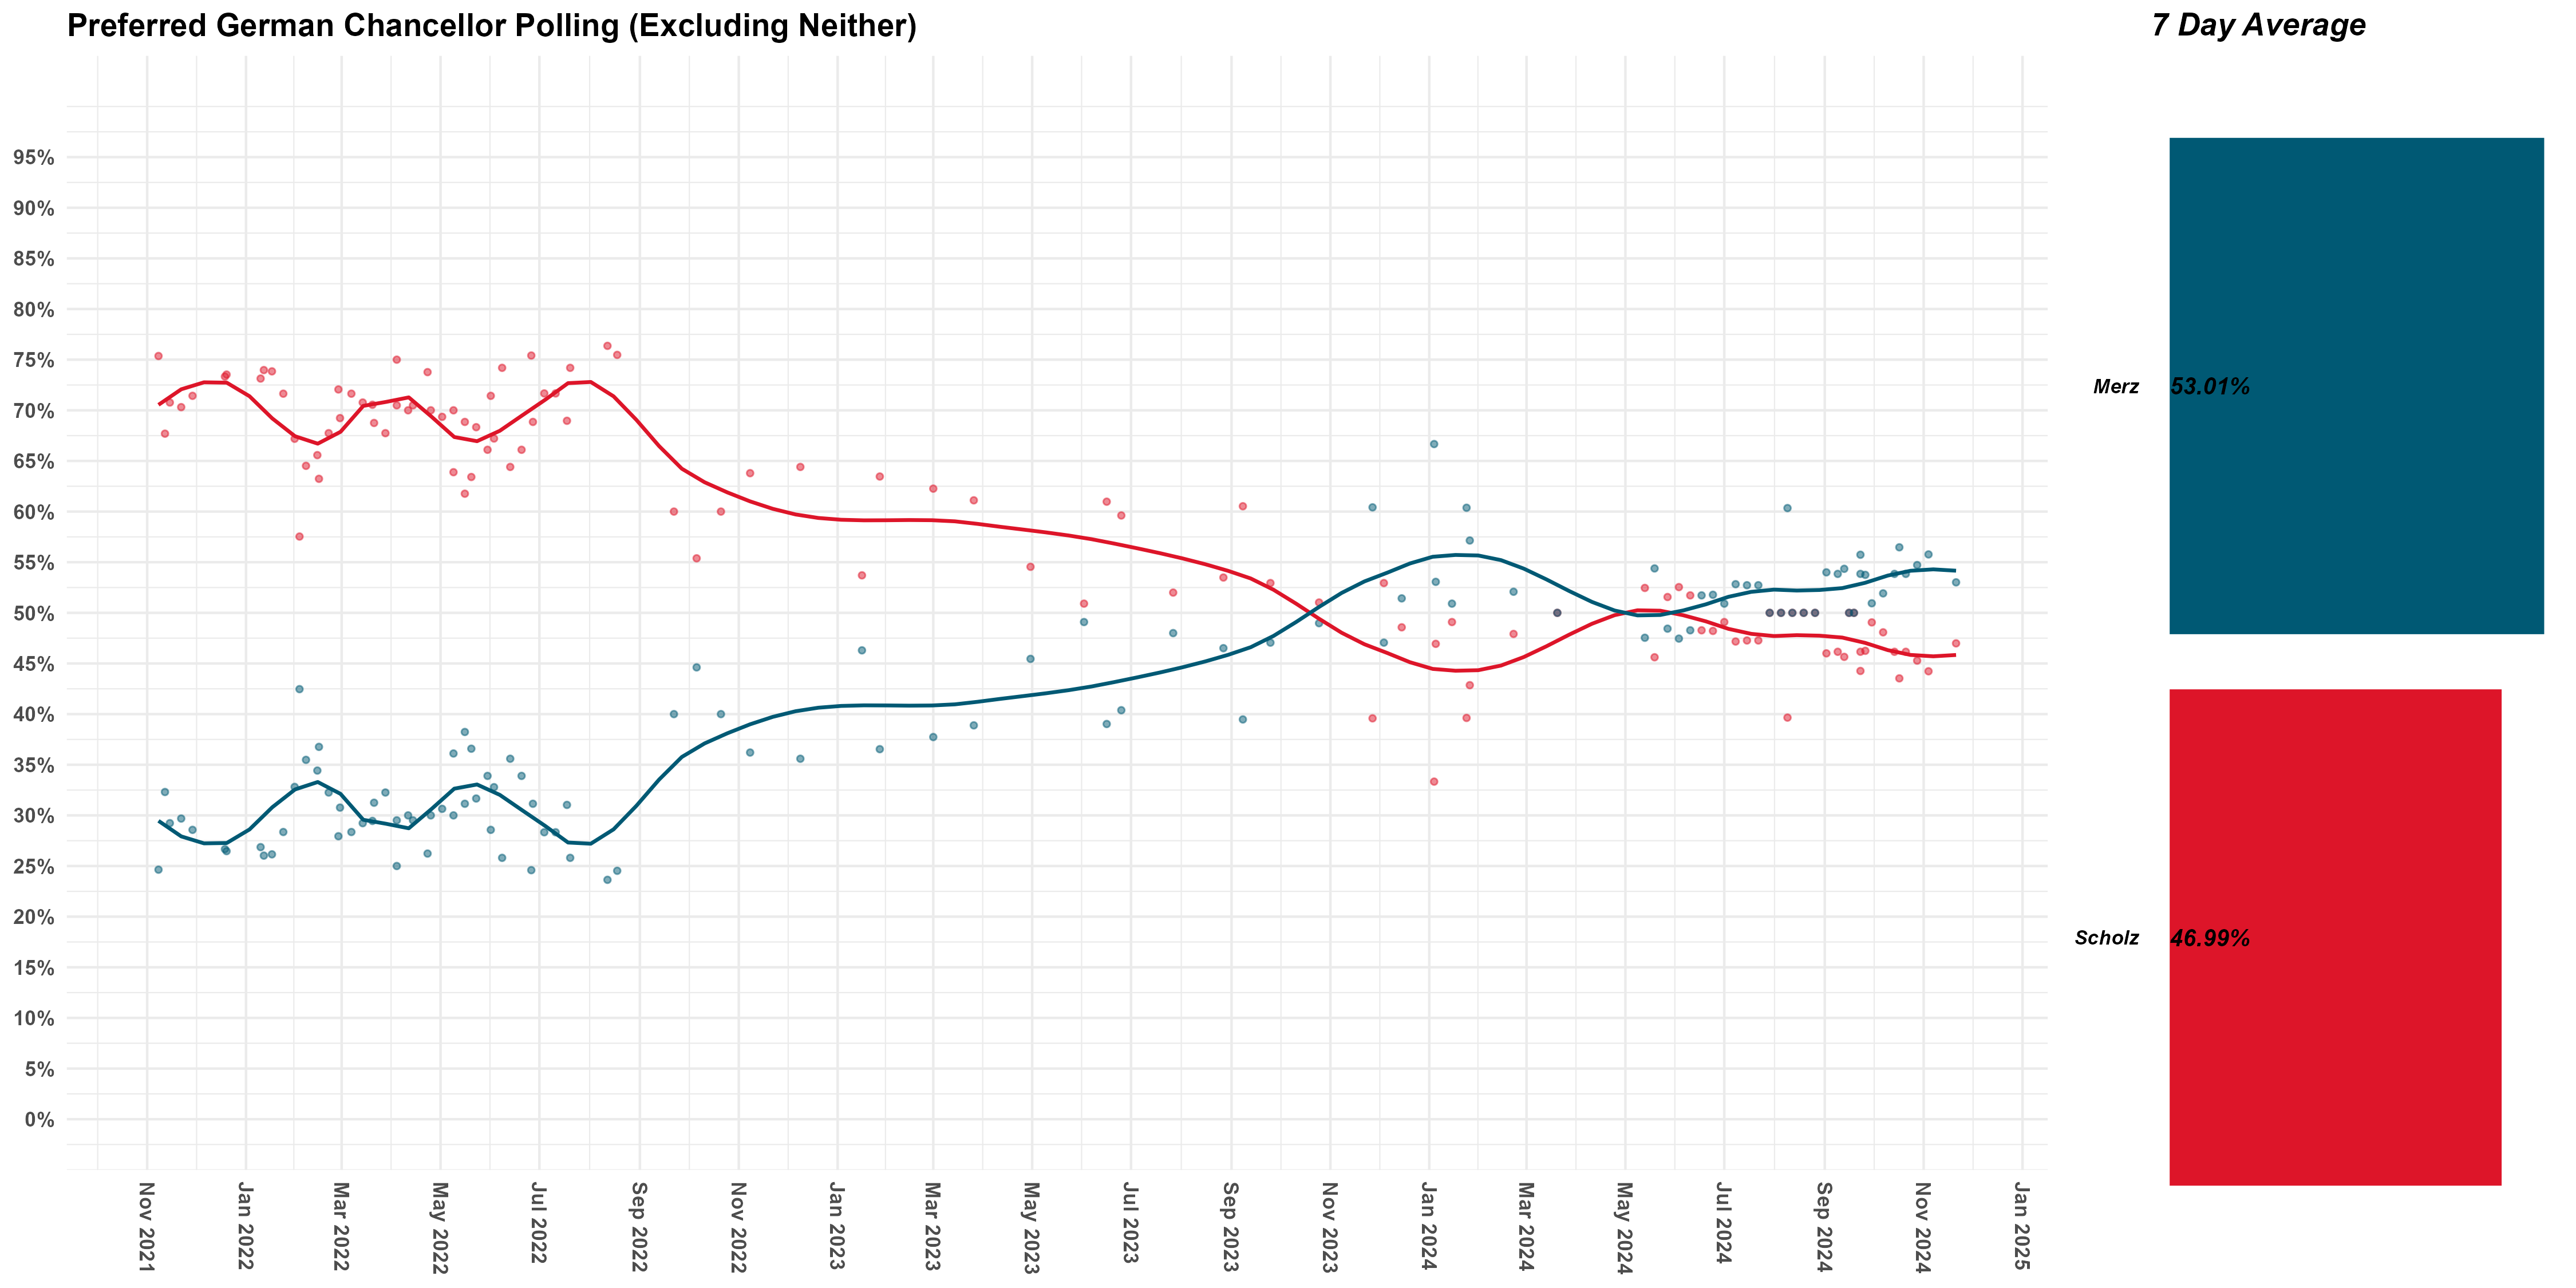 Preferred German Chancellor Polling (Excluding Neither)
7 Day Average
95%
90%
85%
80%
75%
70%
65%
60%
55%
50%
45%
40%
35%
30%
25%
20%
15%
10%
5%
0%
Nov 2021
Jan 2022
Mar 2022
May 2022
Jul 2022
Sep 2022
Nov 2022
Jan 2023
Mar 2023
May 2023
Jul 2023
Sep 2023
Nov 2023
Jan 2024
Mar 2024
May 2024
Jul 2024
Sep 2024
Nov 2024
Jan 2025
Merz 53.01%
Scholz 46.99%